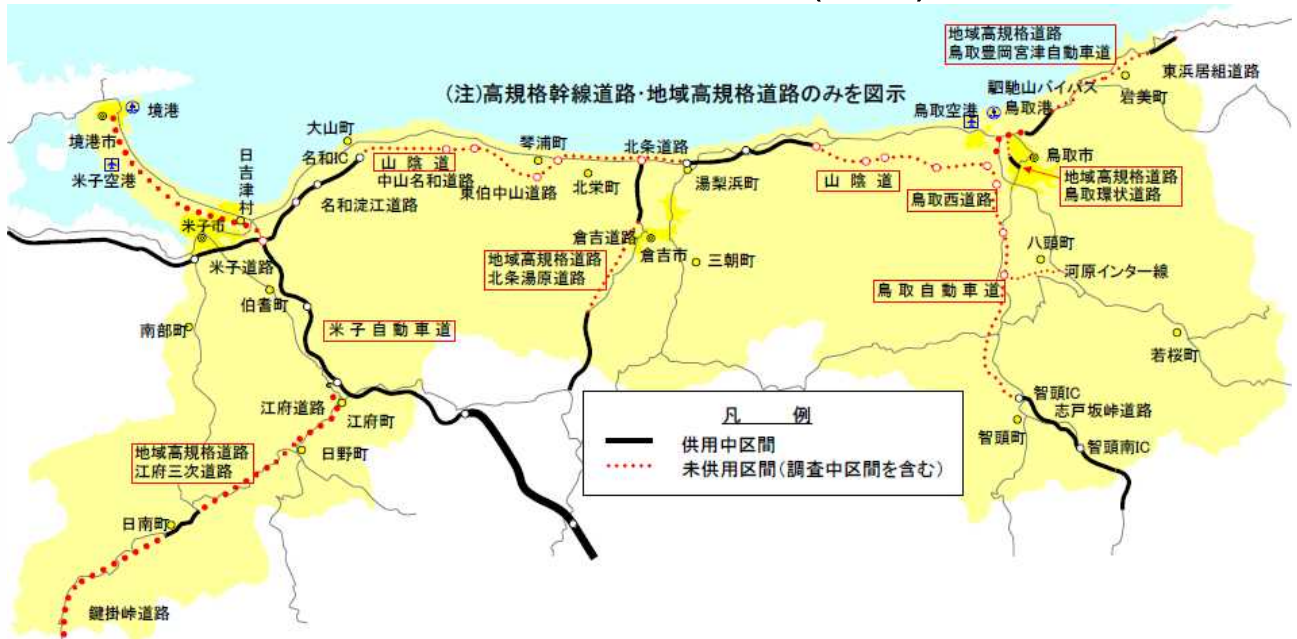 地域高規格道路
鳥取豊岡宮津自動車道
東浜居組道路
駟馳山バイパス
岩美町
(注)高規格幹線道路・地域高規格道路のみを図示
鳥取空港
鳥取港
境港
境港市
米子空港
日吉津村
大山町
名和IC
山陰道
中山名和道路
琴浦町
東伯中山道路
北条道路
北栄町
湯梨浜町
山陰道
鳥取市
地域高規格道路
鳥取環状道路
鳥取西道路
名和淀江道路
米子市
米子道路
倉吉道路
倉吉市
地域高規格道路
北条湯原道路
三朝町
八頭町
河原インター線
鳥取自動車道
伯耆町
南部町
米子自動車道
若桜町
江府道路
江府町
智頭IC
志戸坂峠道路
智頭町
智頭南IC
地域高規格道路
江府三次道路
日野町
日南町
鍵掛峠道路
凡 例
供用中区間
未供用区間(調査中区間を含む)